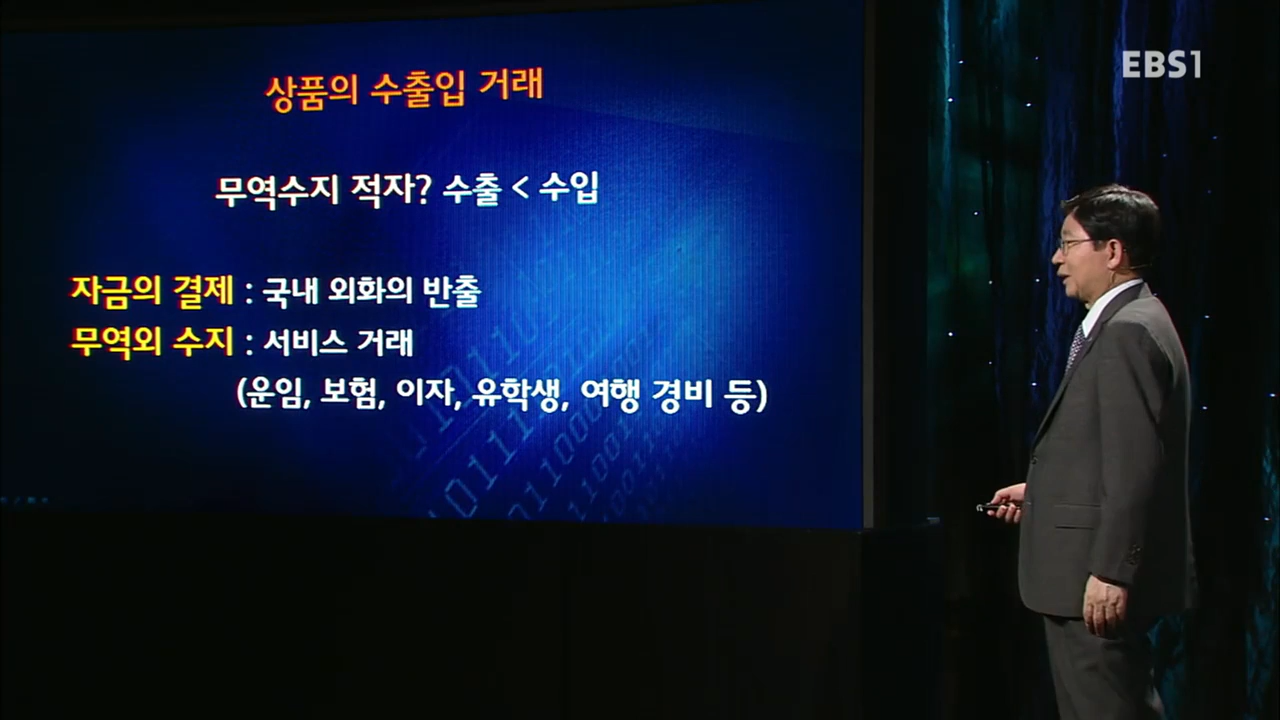 상품의 수출입 거래
EBS1
무역수지 적자? 수출 < 수입
자금의 결제 : 국내 외화의 반출
무역외 수지 : 서비스 거래
(운임, 보험, 이자, 유학생, 여행 경비 등)